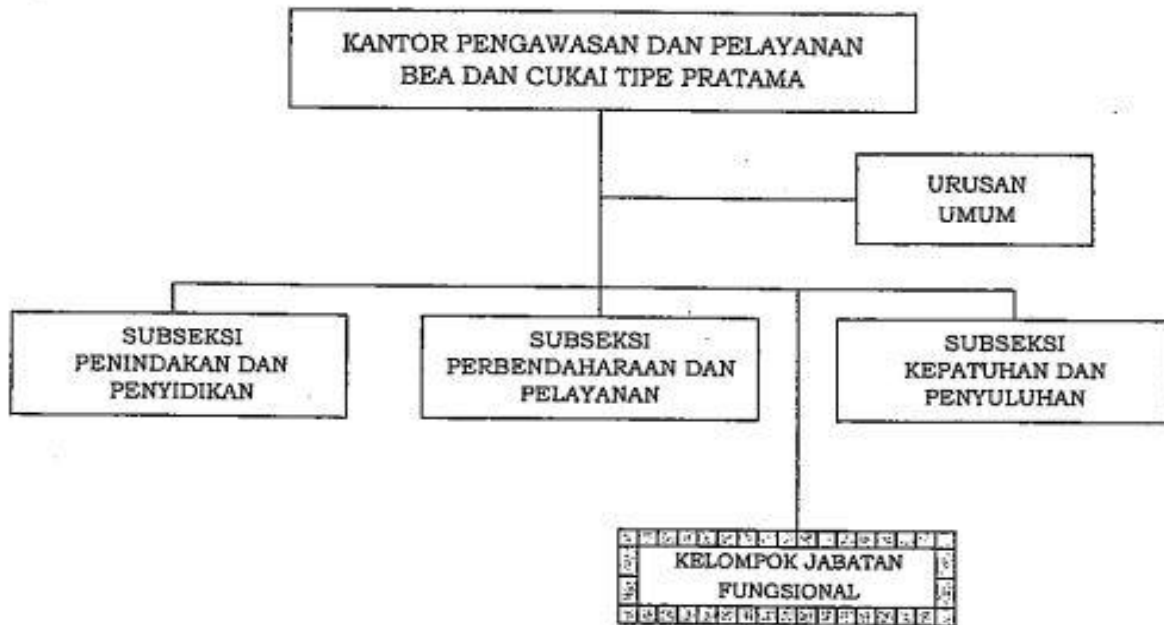 KANTOR PENGAWASAN DAN PELAYANAN
BEA DAN CUKAI TIPE PRATAMA
URUSAN
UMUM
SUBSEKSI
PENINDAKAN DAN
PENYIDIKAN
SUBSEKSI
PERBENDAHARAAN DAN
PELAYANAN
SUBSEKSI
KEPATUHAN DAN
PENYULUHAN
KELOMPOK JABATAN
FUNGSIONAL